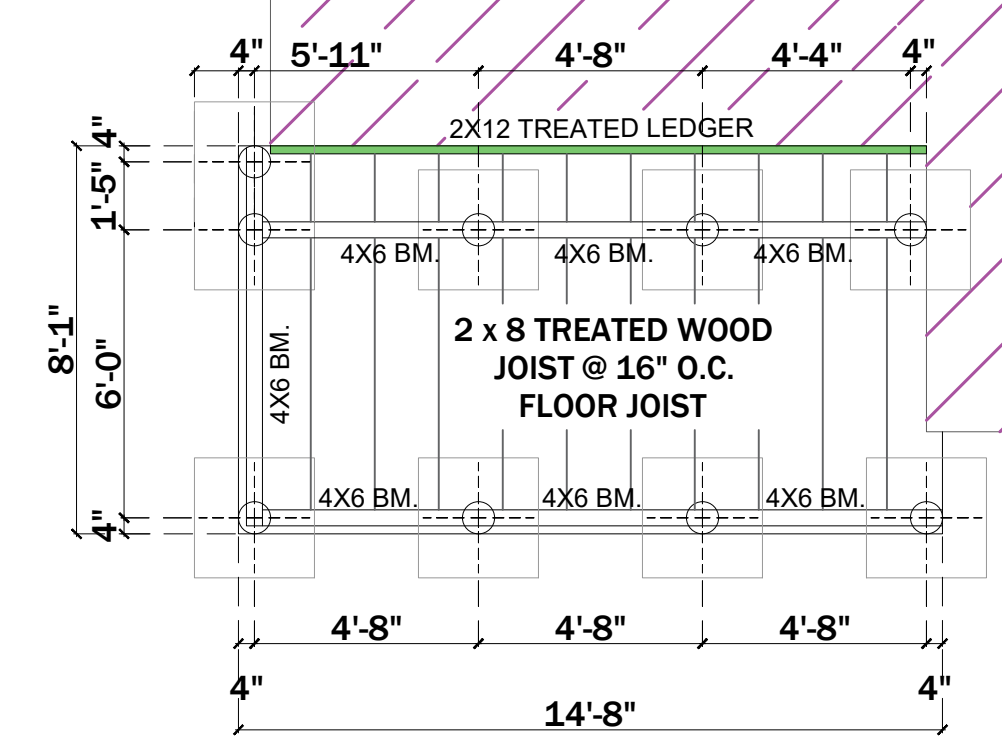 4" 5'-11" 4'-8" 4'-4" 4"
2X12 TREATED LEDGER
4"
1'-5"
4X6 BM. 4X6 BM. 4X6 BM.
8'-1"
6'-0"
4X6 BM.
2 x 8 TREATED WOOD
JOIST @ 16" O.C.
FLOOR JOIST
4X6 BM. 4X6 BM. 4X6 BM.
4"
4'-8" 4'-8" 4'-8"
4" 4"
14'-8"